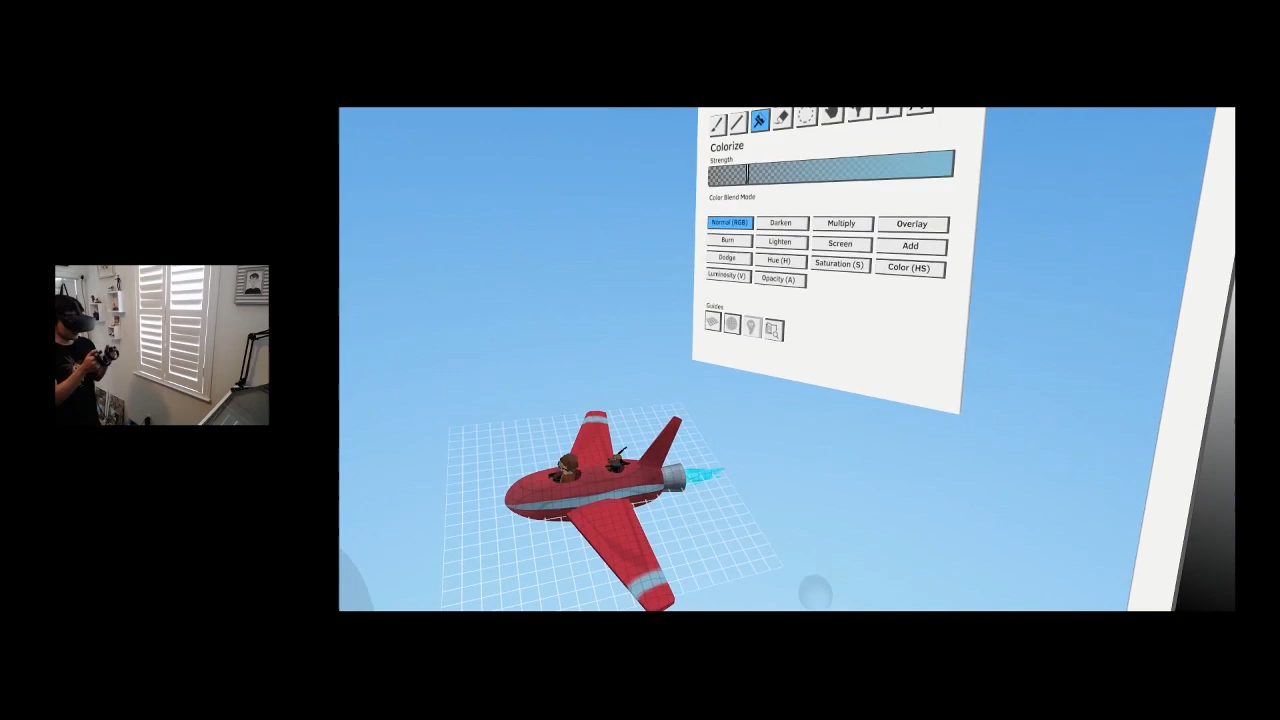 Colorize
Strength
Color Blend Mode
Normal (RGB) Darken Multiply Overlay
Burn Lighten Screen Add
Dodge Hue (H) Saturation (S) Color (HS)
Luminosity (V) Opacity (A)
Guides